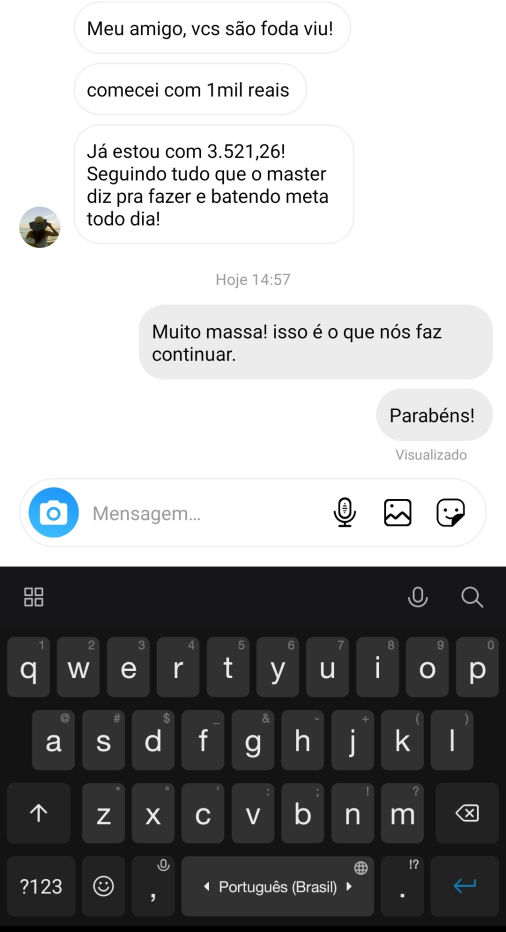 Meu amigo, vcs são foda viu!
comecei com 1mil reais
Já estou com 3.521,26!
Seguindo tudo que o master
diz pra fazer e batendo meta
todo dia!
Hoje 14:57
Muito massa! isso é o que nós faz
continuar.
Parabéns!
Visualizado
Mensagem...
1 2 3 4 5 6 7 8 9 0
q w e r t y u i o p
@ # $ _ & - + ( )
a s d f g h j k l
* " ' : ; ! ?
z x c v b n m
!?
?123 , Português (Brasil) .